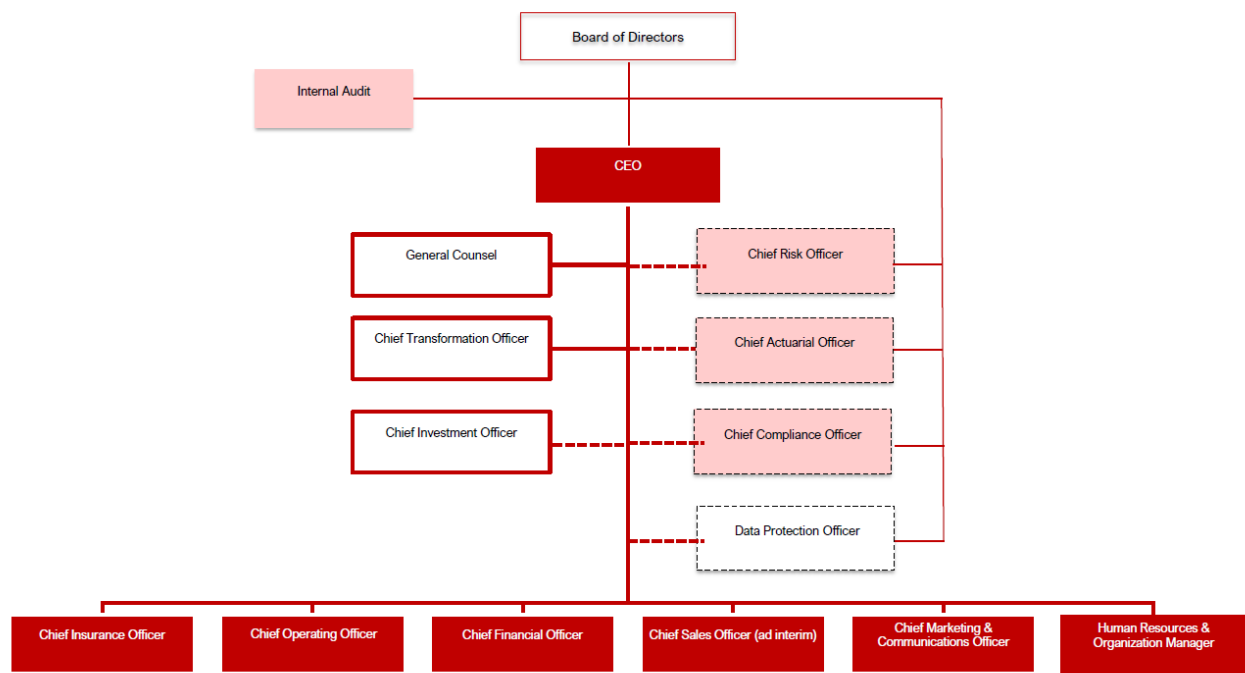 Board of Directors
Internal Audit
CEO
General Counsel
Chief Risk Officer
Chief Transformation Officer
Chief Actuarial Officer
Chief Investment Officer
Chief Compliance Officer
Data Protection Officer
Chief Insurance Officer
Chief Operating Officer
Chief Financial Officer
Chief Sales Officer (ad interim)
Chief Marketing &
Communications Officer
Human Resources &
Organization Manager